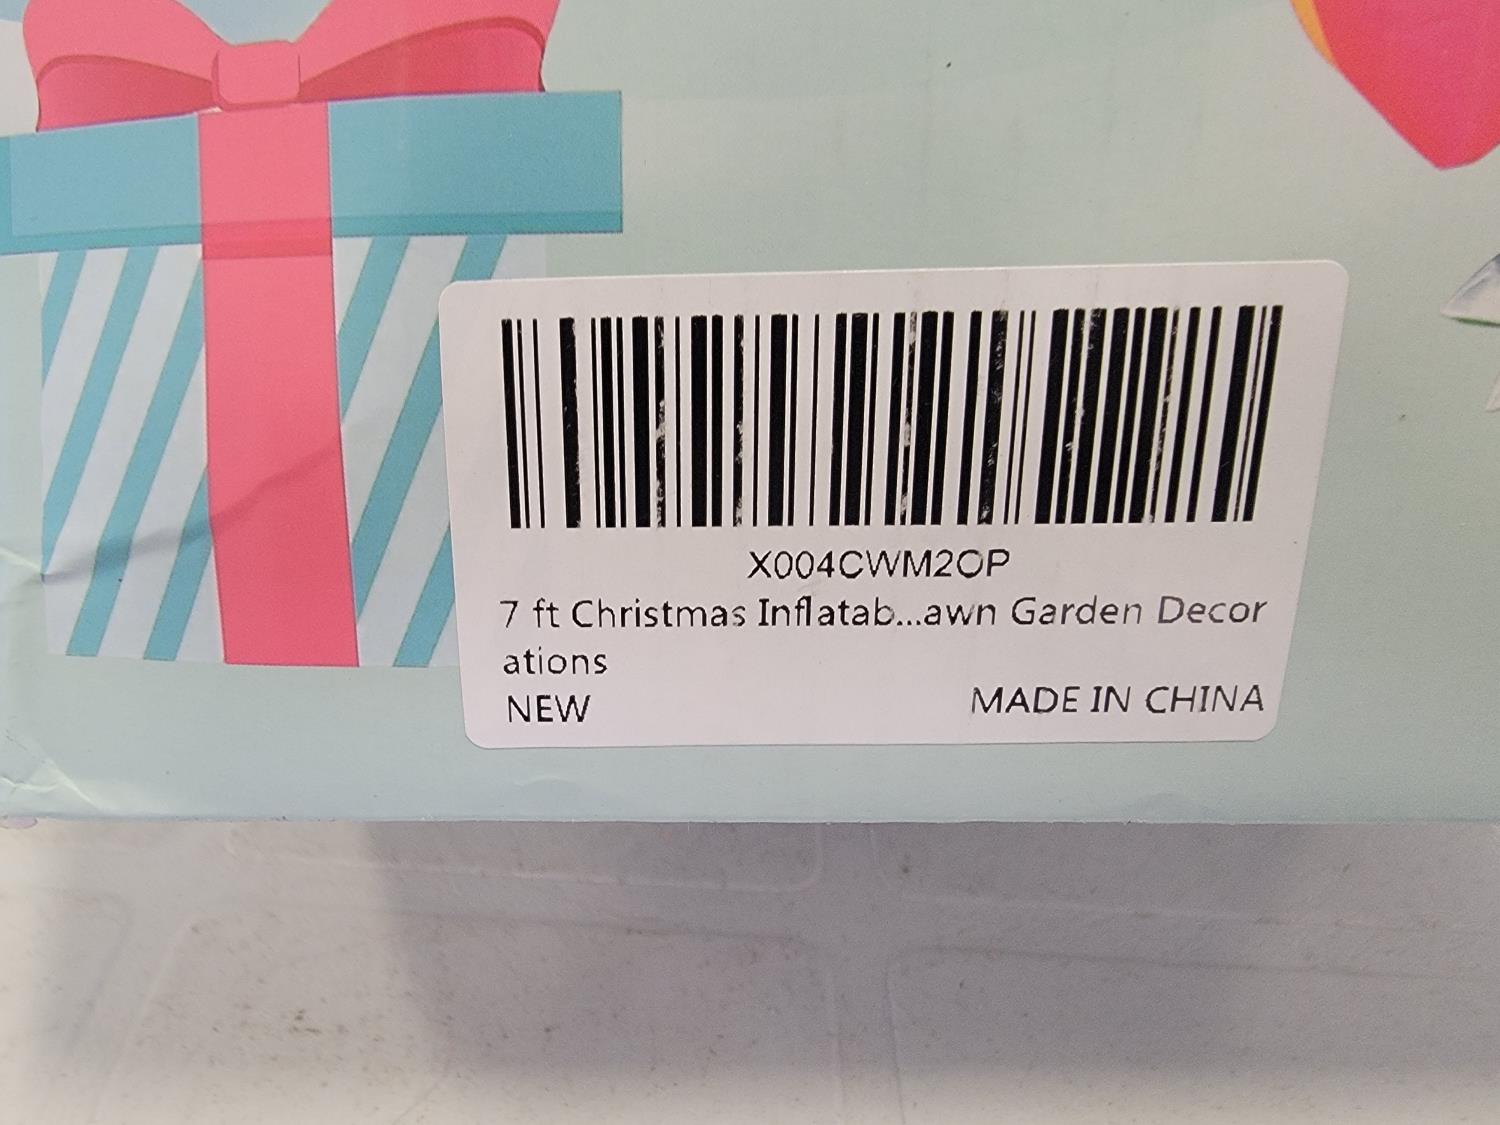 X004CWM2OP
7 ft Christmas Inflatab...awn Garden Decor
ations
NEW
MADE IN CHINA